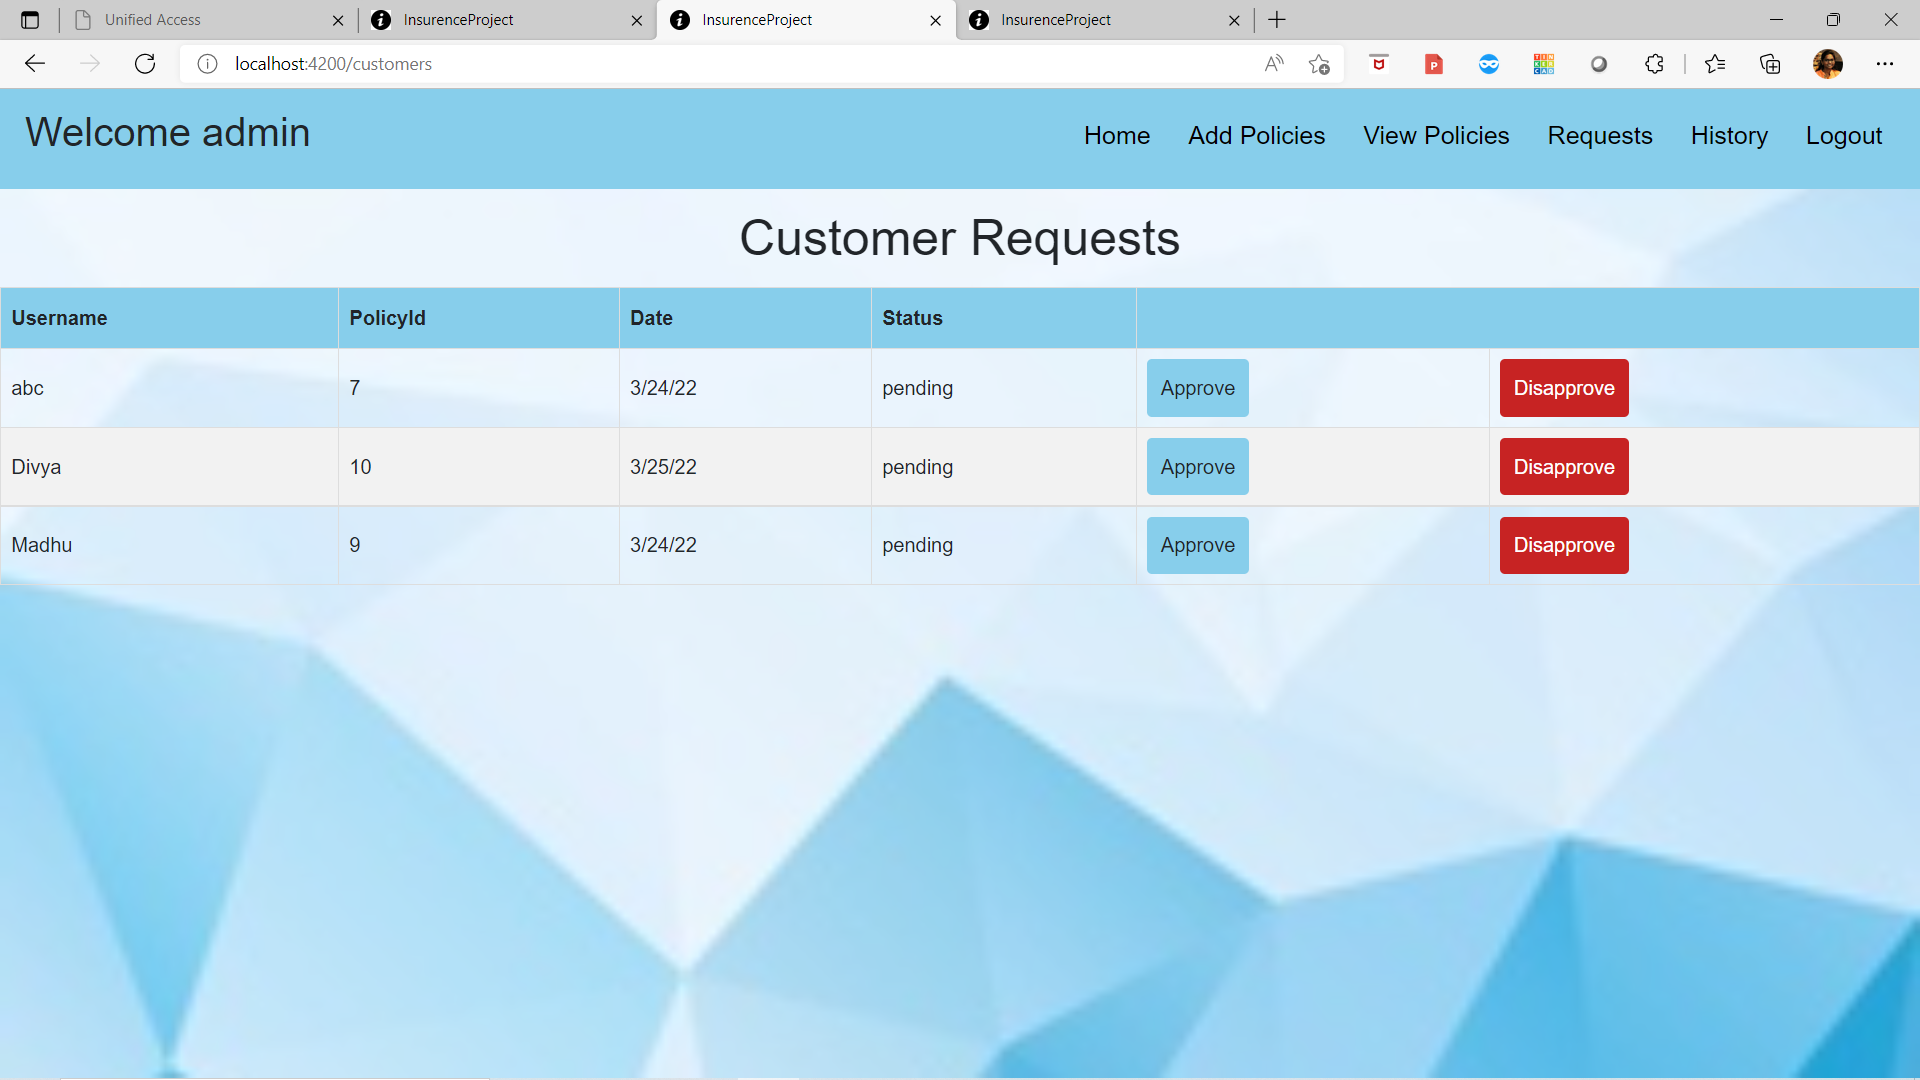 Unified Access InsurenceProject InsurenceProject InsurenceProject
localhost:4200/customers
Welcome admin Home Add Policies View Policies Requests History Logout
Customer Requests
Username PolicyId Date Status
abc 7 3/24/22 pending Approve Disapprove
Divya 10 3/25/22 pending Approve Disapprove
Madhu 9 3/24/22 pending Approve Disapprove